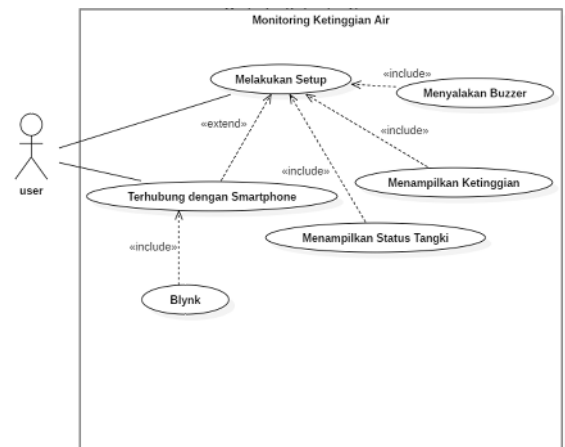 Monitoring Ketinggian Air
Melakukan Setup
«include»
Menyalakan Buzzer
«extend»
«include»
«include»
Menampilkan Ketinggian
user
Terhubung dengan Smartphone
Menampilkan Status Tangki
«include»
Blynk